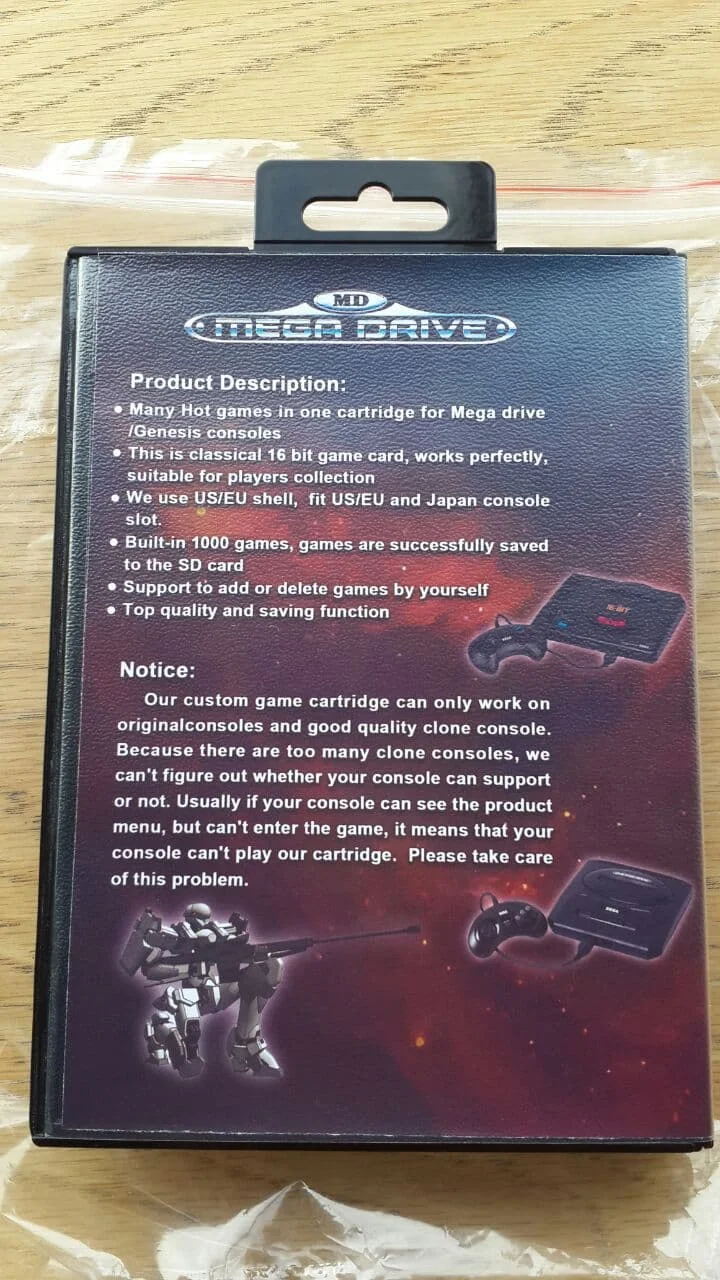 MD
MEGA DRIVE
Product Description:
• Many Hot games in one cartridge for Mega drive
/Genesis consoles
• This is classical 16 bit game card, works perfectly,
suitable for players collection
• We use US/EU shell, fit US/EU and Japan console
slot.
• Built-in 1000 games, games are successfully saved
to the SD card
• Support to add or delete games by yourself
• Top quality and saving function
16-BIT
Notice:
Our custom game cartridge can only work on
originalconsoles and good quality clone console.
Because there are too many clone consoles, we
can't figure out whether your console can support
or not. Usually if your console can see the product
menu, but can't enter the game, it means that your
console can't play our cartridge. Please take care
of this problem.
SEGA